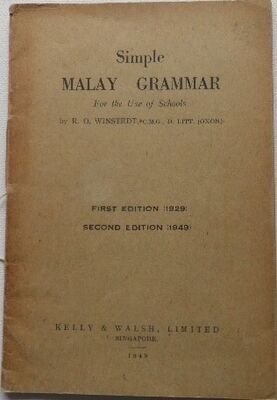 Simple
MALAY GRAMMAR
For the Use of Schools
by R. O. WINSTEDT, C.M.G., D. LITT. (OXON.)
FIRST EDITION (1929)
SECOND EDITION (1949)
KELLY & WALSH, LIMITED
SINGAPORE.
1949